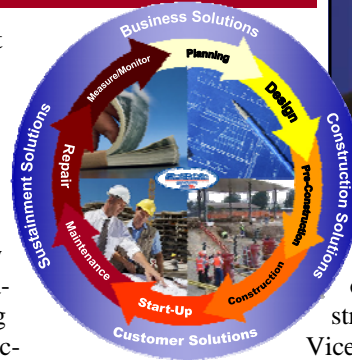 t
Business Solutions
Measure/Monitor
Planning
Design
Pre-Construction
Construction
Start-Up
Maintenance
Repair
Sustainment Solutions
Construction Solutions
Customer Solutions
g
c-
str
Vice